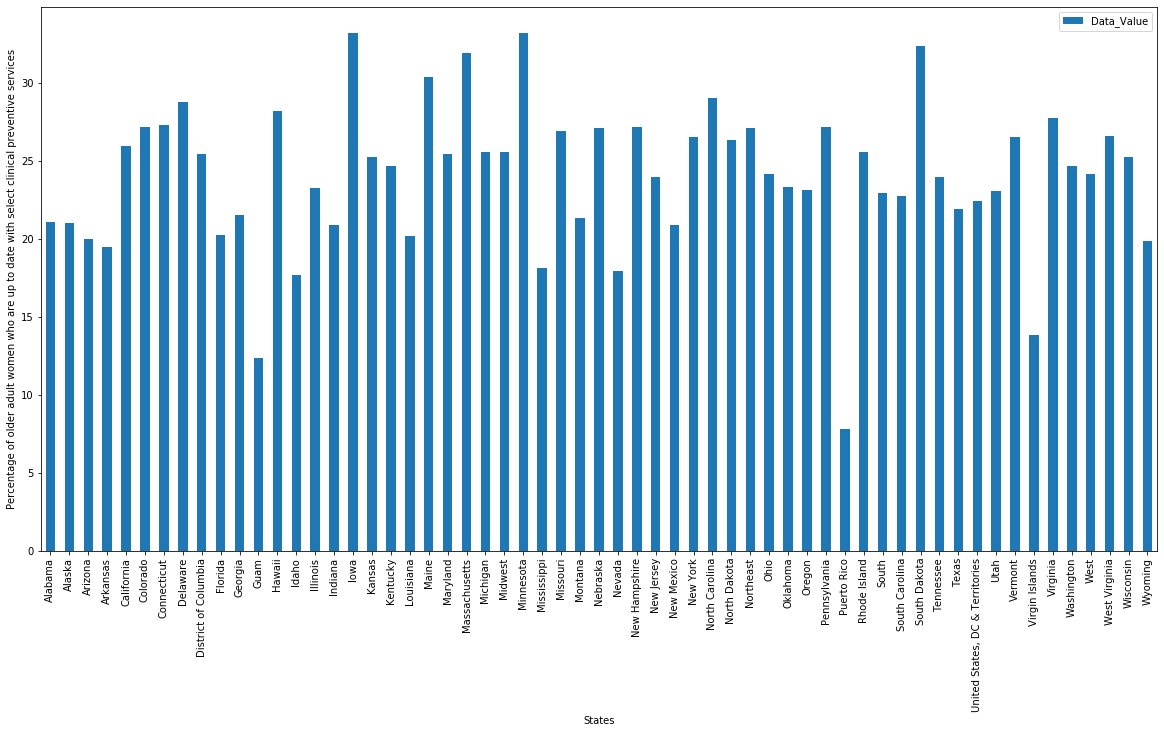 Data_Value
Percentage of older adult women who are up to date with select clinical preventive services
30
25
20
15
10
5
0
Alabama
Alaska
Arizona
Arkansas
California
Colorado
Connecticut
Delaware
District of Columbia
Florida
Georgia
Guam
Hawaii
Idaho
Illinois
Indiana
Iowa
Kansas
Kentucky
Louisiana
Maine
Maryland
Massachusetts
Michigan
Midwest
Minnesota
Mississippi
Missouri
Montana
Nebraska
Nevada
New Hampshire
New Jersey
New Mexico
New York
North Carolina
North Dakota
Northeast
Ohio
Oklahoma
Oregon
Pennsylvania
Puerto Rico
Rhode Island
South
South Carolina
South Dakota
Tennessee
Texas
United States, DC & Territories
Utah
Vermont
Virgin Islands
Virginia
Washington
West
West Virginia
Wisconsin
Wyoming
States